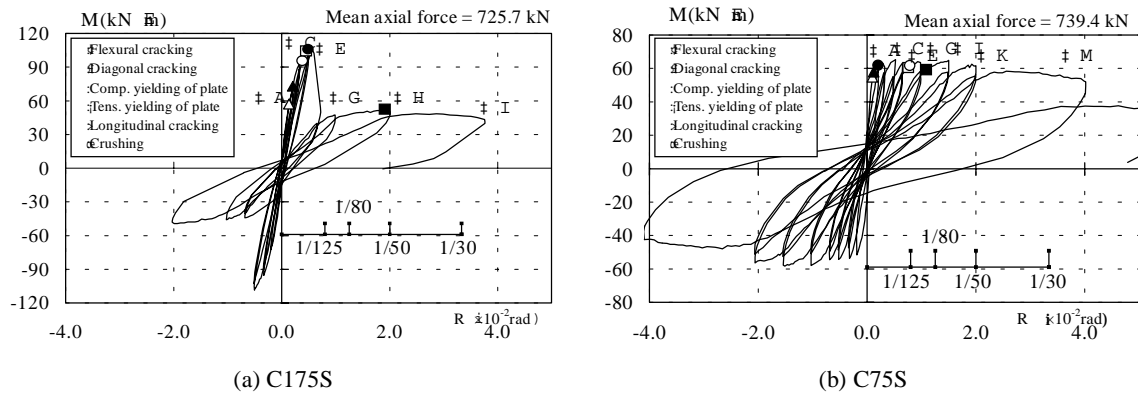 M(kN m)
Mean axial force = 725.7 kN
120
90
60
30
0
-30
-60
-90
-120
Flexural cracking
Diagonal cracking
Comp. yielding of plate
Tens. yielding of plate
Longitudinal cracking
Crushing
‡ C
‡ E
‡ A
‡ G
‡ H
‡ I
1/80
1/125
1/50
1/30
R
×10⁻²rad)
-4.0
-2.0
0.0
2.0
4.0
(a) C175S
M(kN m)
Mean axial force = 739.4 kN
80
60
40
20
0
-20
-40
-60
-80
Flexural cracking
Diagonal cracking
Comp. yielding of plate
Tens. yielding of plate
Longitudinal cracking
Crushing
‡ A
‡ C
‡ E
‡ G
‡ I
‡ K
‡ M
1/80
1/125
1/50
1/30
R
×10⁻²rad)
-4.0
-2.0
0.0
2.0
4.0
(b) C75S